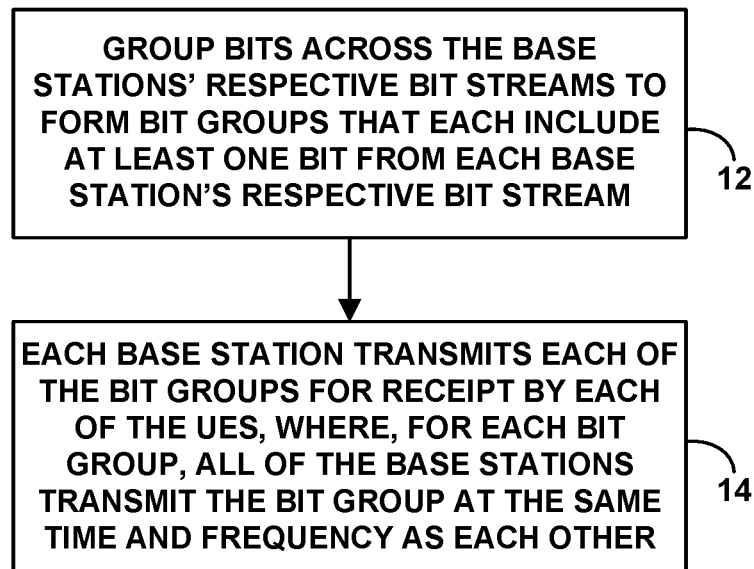 GROUP BITS ACROSS THE BASE
STATIONS' RESPECTIVE BIT STREAMS TO
FORM BIT GROUPS THAT EACH INCLUDE
AT LEAST ONE BIT FROM EACH BASE
STATION'S RESPECTIVE BIT STREAM
12
EACH BASE STATION TRANSMITS EACH OF
THE BIT GROUPS FOR RECEIPT BY EACH
OF THE UES, WHERE, FOR EACH BIT
GROUP, ALL OF THE BASE STATIONS
TRANSMIT THE BIT GROUP AT THE SAME
TIME AND FREQUENCY AS EACH OTHER
14